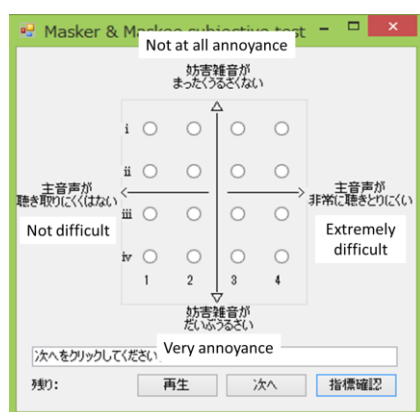 Masker & Maskee subjective test
Not at all annoyance
妨害雑音が
まったくうるさくない
i
ii
主音声が
聴き取りにくくはない
主音声が
非常に聴きとりにくい
iii
Not difficult
Extremely
difficult
iv
1 2 3 4
妨害雑音が
だいぶうるさい
Very annoyance
次へをクリックしてください
残り:
再生
次へ
指標確認